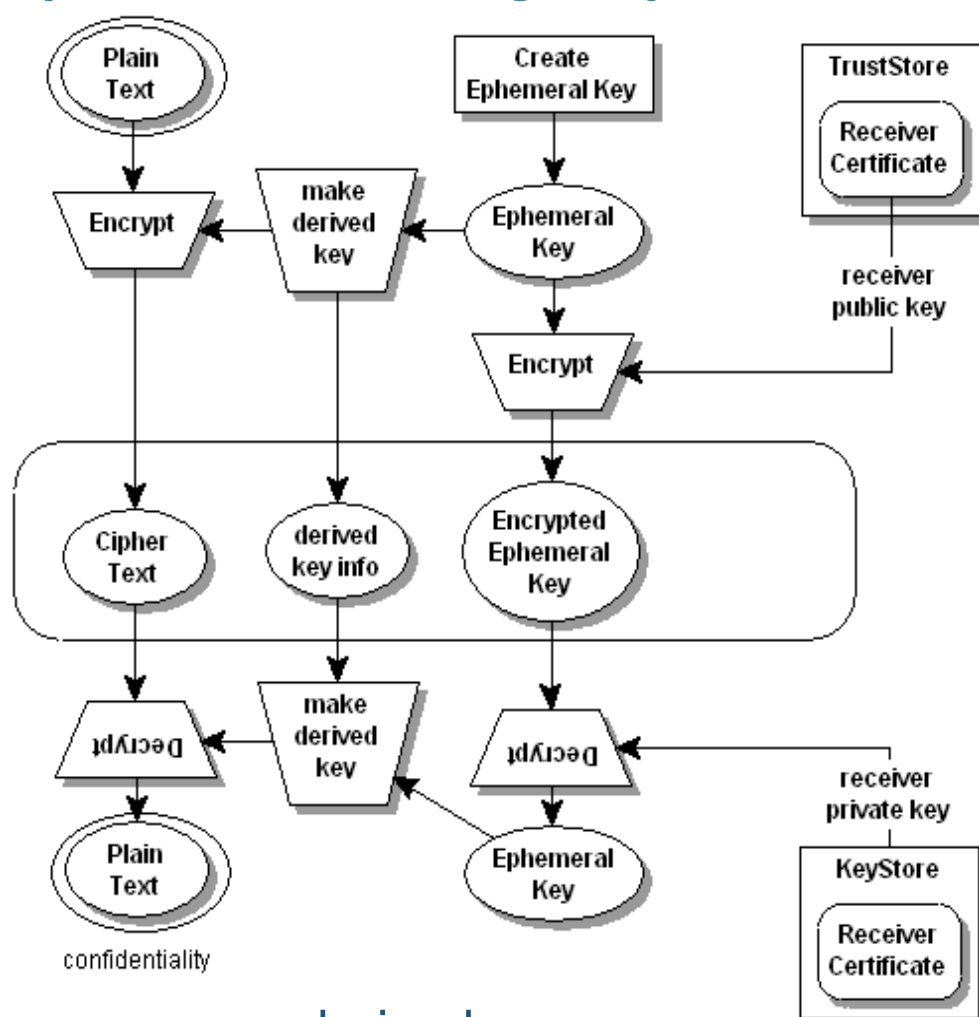 Plain
Text
Create
Ephemeral Key
TrustStore
Receiver
Certificate
Encrypt
make
derived
key
Ephemeral
Key
receiver
public key
Encrypt
Cipher
Text
derived
key info
Encrypted
Ephemeral
Key
Decrypt
make
derived
key
Decrypt
receiver
private key
Plain
Text
Ephemeral
Key
KeyStore
Receiver
Certificate
confidentiality